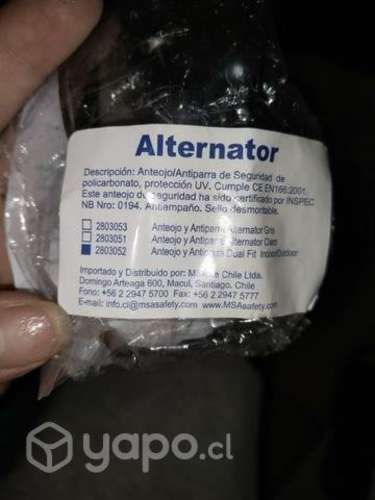 Alternator
Descripción: Anteojo/Antiparra de Seguridad de
policarbonato, protección UV. Cumple CE EN166:2001.
Este anteojo de seguridad ha sido certificado por INSPEC
NB Nro: 0194. Antiempaño. Sello desmontable.
2803053 Anteojo y Antiparra Alternator Gris
2803051 Anteojo y Antiparra Alternator Claro
2803052 Anteojo y Antiparra Dual Fit Indoor/Outdoor
Importado y Distribuido por: MSA de Chile Ltda.
Domingo Arteaga 600, Macul, Santiago, Chile
Fono: +56 2 2947 5700 Fax: +56 2 2947 5777
E-mail: info.cl@msasafety.com www.MSAsafety.com
yapo.cl